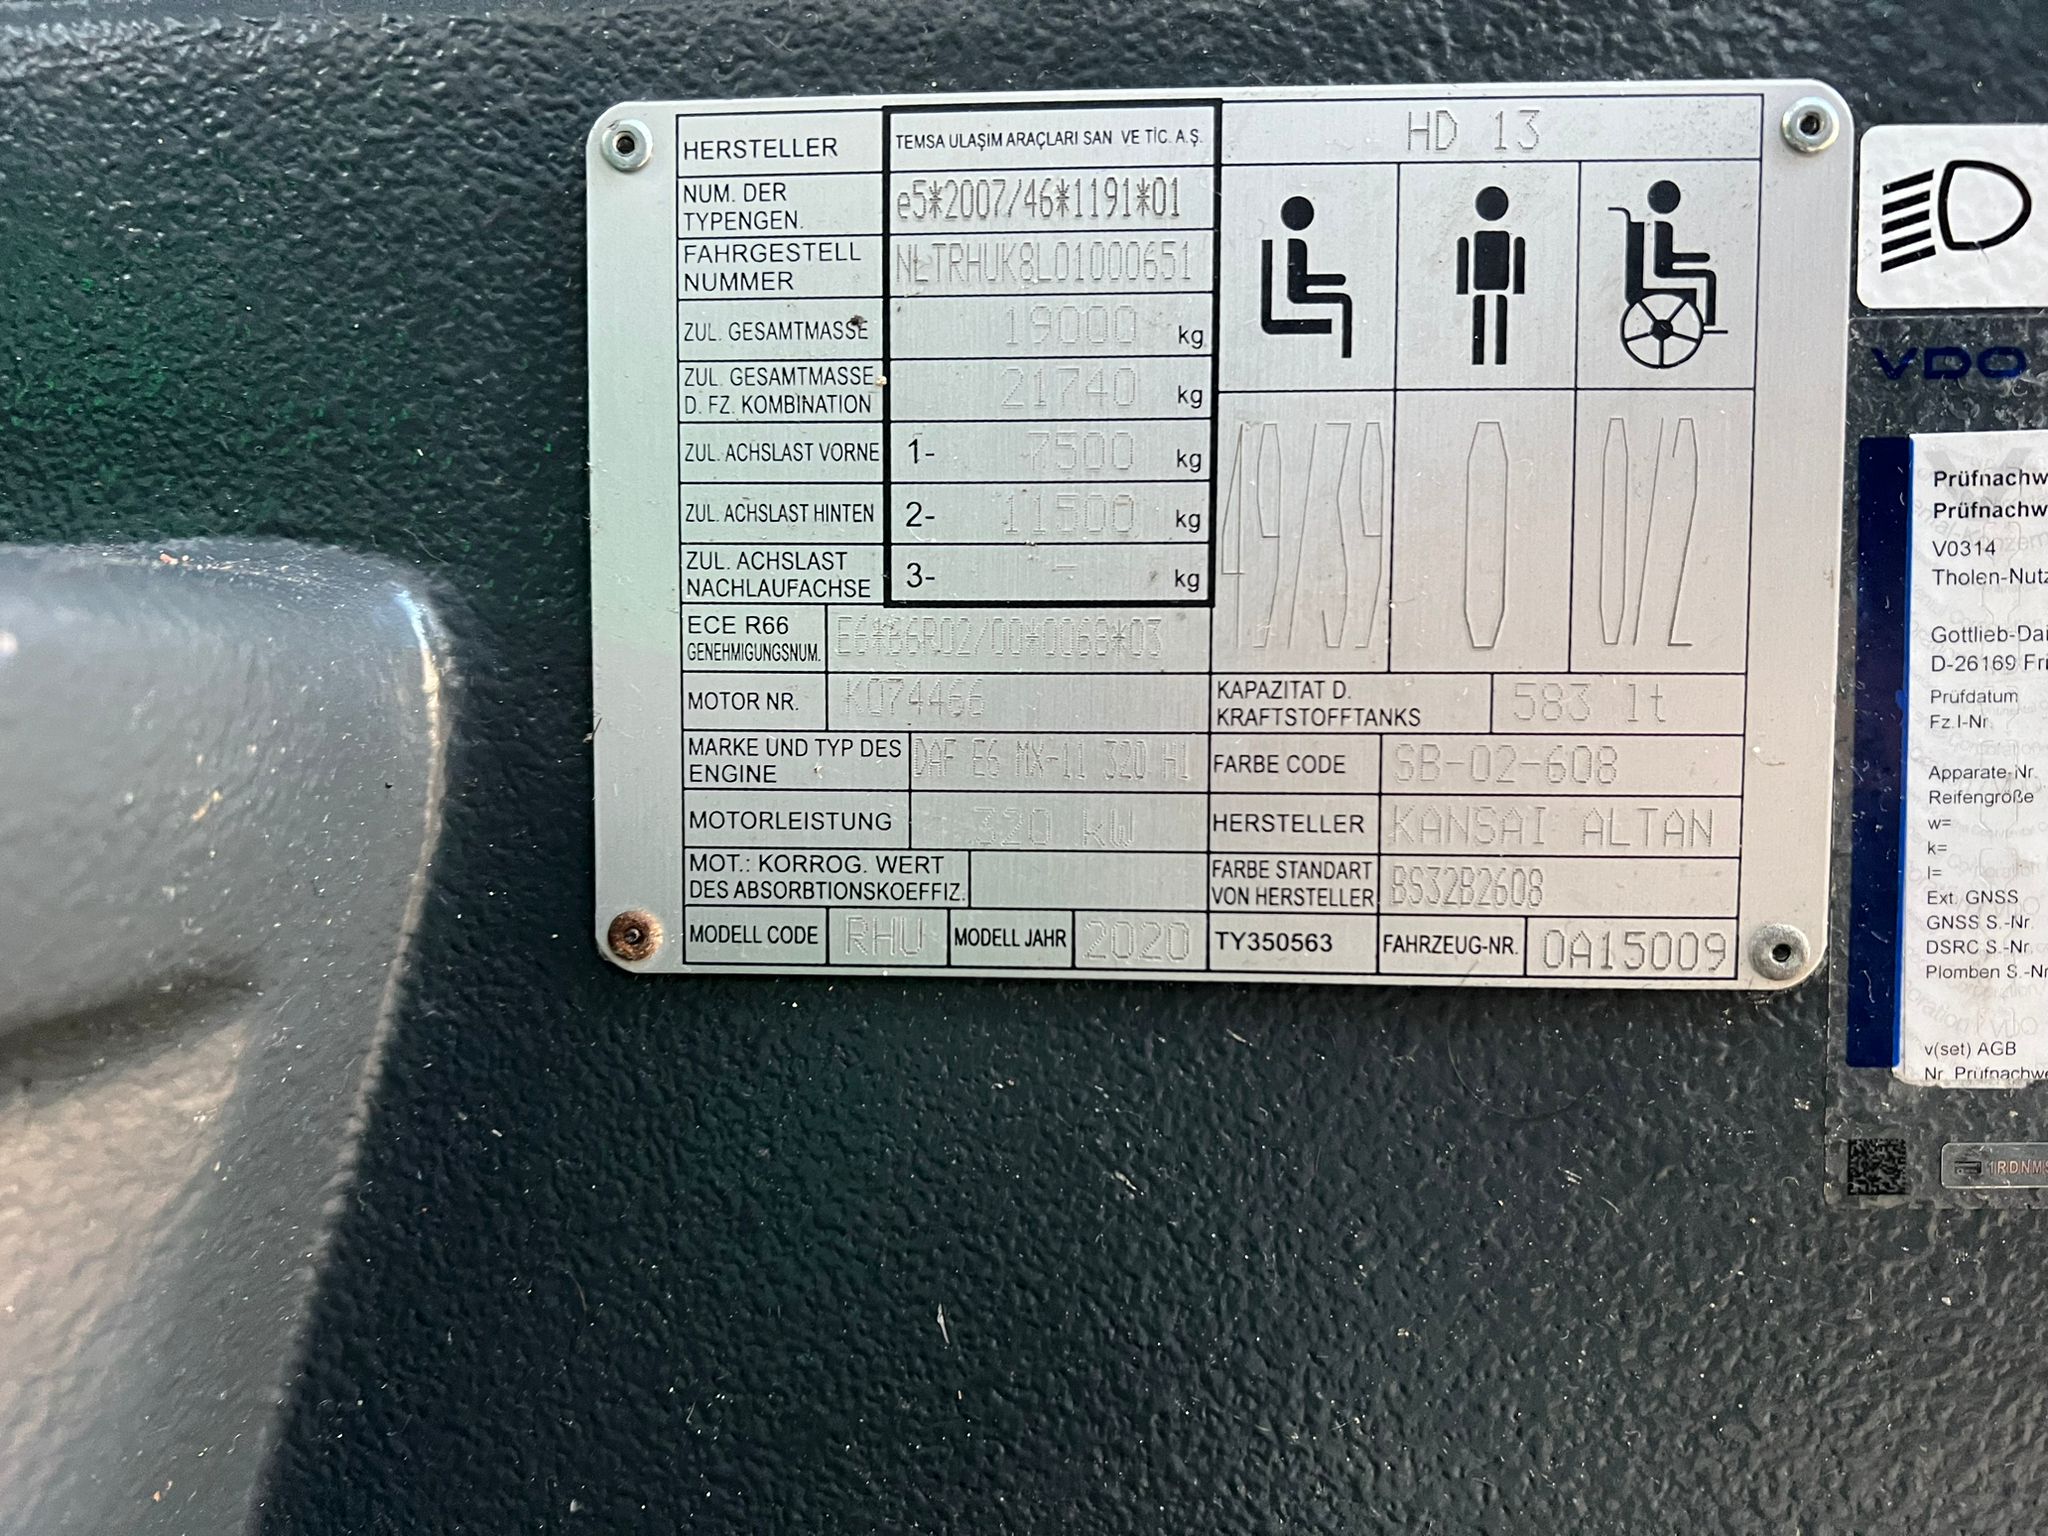 HERSTELLER TEMSA ULAŞIM ARAÇLARI SAN VE TİC. A.Ş. HD 13
NUM. DER
TYPENGEN. e5*2007/46*1191*01
FAHRGESTELL
NUMMER NLTRHUK8L01000651
ZUL. GESAMTMASSE 19000 kg
ZUL. GESAMTMASSE
D. FZ. KOMBINATION 21740 kg
ZUL. ACHSLAST VORNE 1- 7500 kg
ZUL. ACHSLAST HINTEN 2- 11500 kg
ZUL. ACHSLAST
NACHLAUFACHSE 3- - kg
49/39 0 0/2
ECE R66
GENEHMIGUNGSNUM. E6*66R02/00*0068*03
MOTOR NR. K074466
KAPAZITAT D.
KRAFTSTOFFTANKS 583 lt
MARKE UND TYP DES
ENGINE DAF E6 MX-11 320 H1
FARBE CODE SB-02-608
MOTORLEISTUNG 320 kW
HERSTELLER KANSAI ALTAN
MOT.: KORROG. WERT
DES ABSORBTIONSKOEFFIZ.
FARBE STANDART
VON HERSTELLER BS32B2608
MODELL CODE RHU MODELL JAHR 2020 TY350563 FAHRZEUG-NR. 0A15009
VDO
Prüfnachw
Prüfnachw
V0314
Tholen-Nutz
Gottlieb-Dai
D-26169 Fri
Prüfdatum
Fz.I-Nr.
Apparate-Nr.
Reifengröße
w=
k=
l=
Ext. GNSS
GNSS S.-Nr.
DSRC S.-Nr.
Plomben S.-Nr
v(set) AGB
Nr. Prüfnachwe
1RDNMS